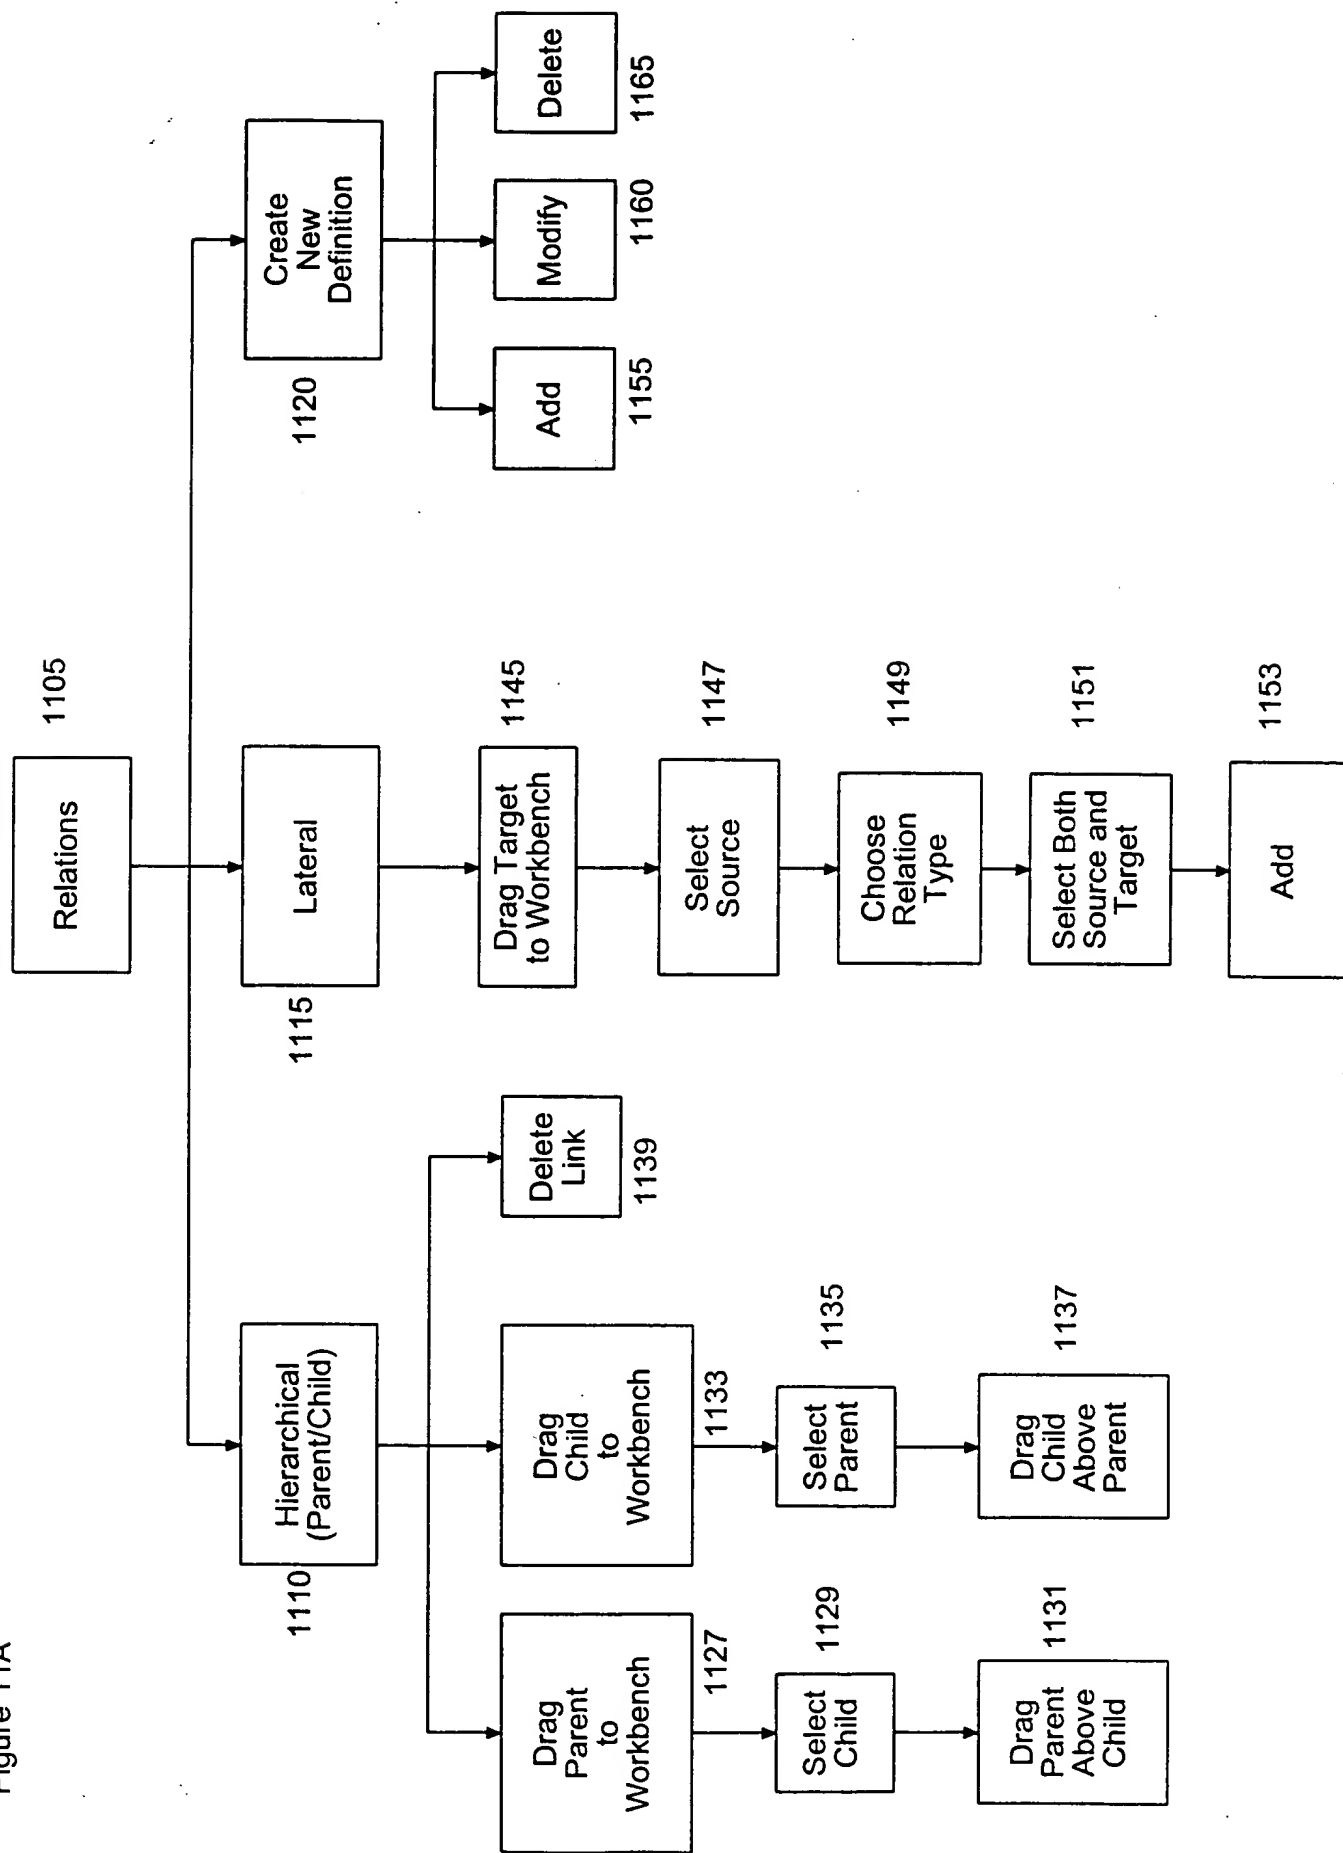 Figure 11A
Relations
1105
Hierarchical
(Parent/Child)
1110
Lateral
1115
Create
New
Definition
1120
Drag
Parent
to
Workbench
1127
Select
Child
1129
Drag
Parent
Above
Child
1131
Drag
Child
to
Workbench
1133
Select
Parent
1135
Drag
Child
Above
Parent
1137
Delete
Link
1139
Drag Target
to Workbench
1145
Select
Source
1147
Choose
Relation
Type
1149
Select Both
Source and
Target
1151
Add
1153
Add
1155
Modify
1160
Delete
1165